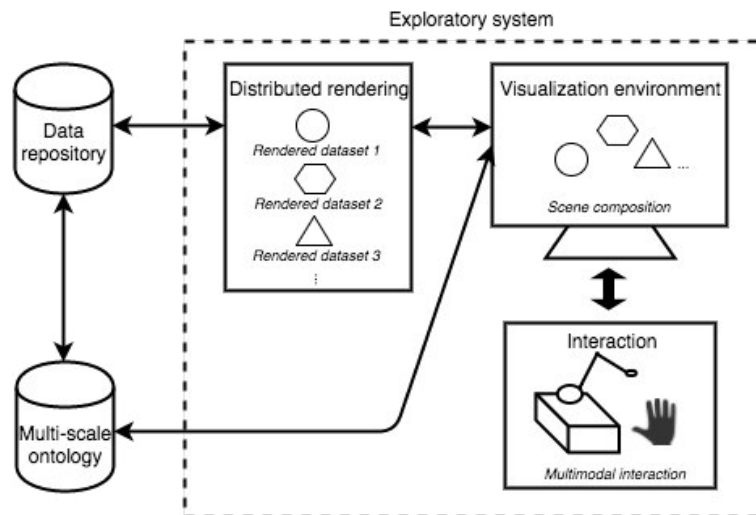 Exploratory system
Data
repository
Distributed rendering
Rendered dataset 1
Rendered dataset 2
Rendered dataset 3
...
Visualization environment
...
Scene composition
Multi-scale
ontology
Interaction
Multimodal interaction